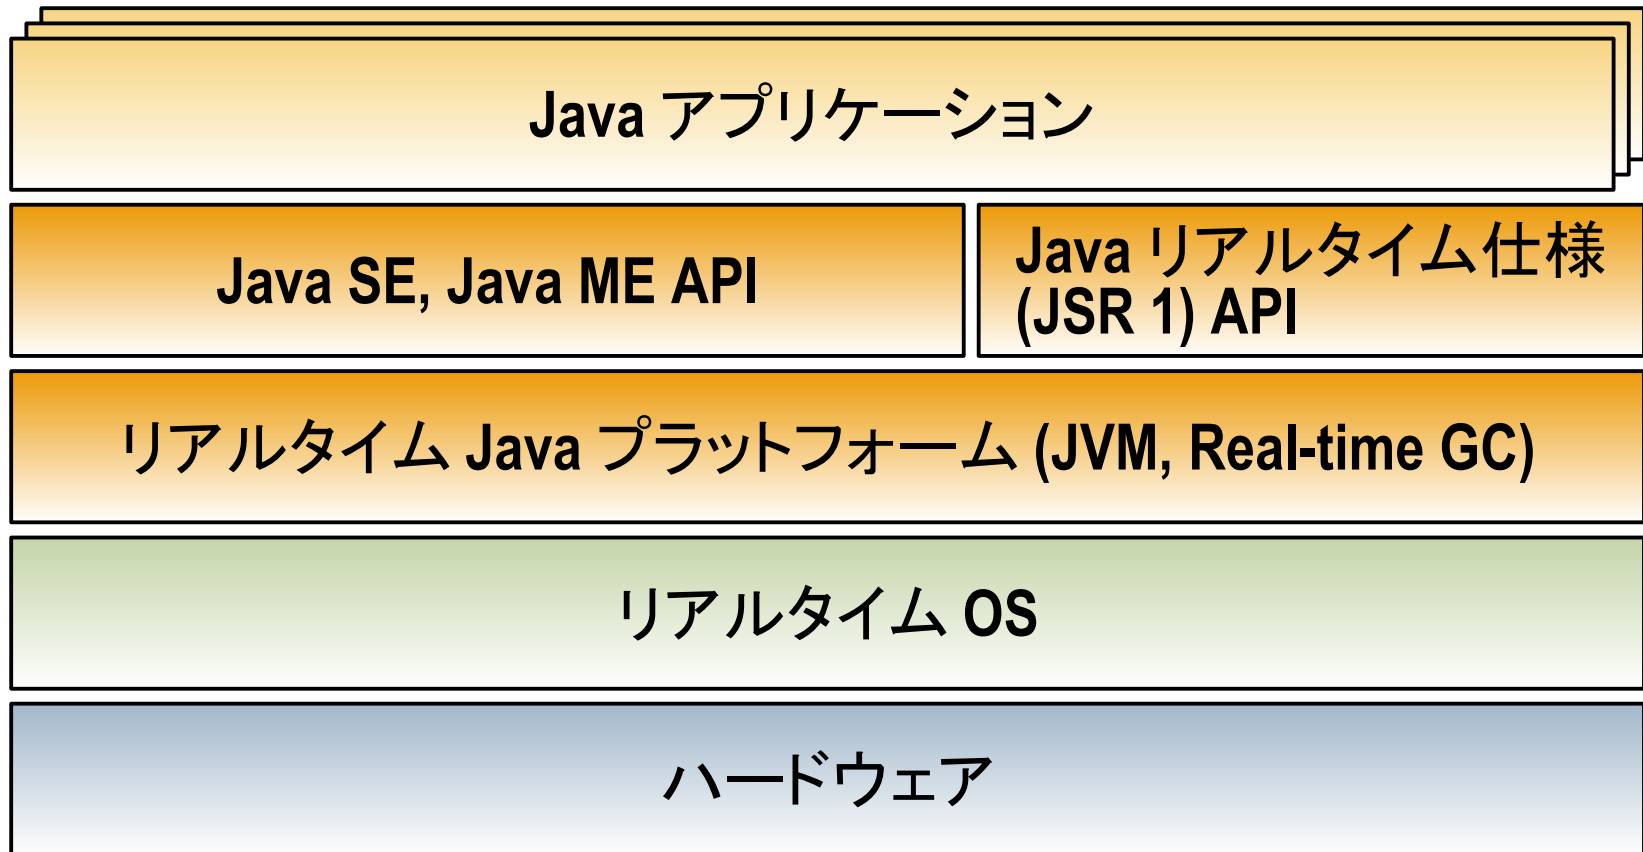 Java アプリケーション
Java SE, Java ME API
Java リアルタイム仕様
(JSR 1) API
リアルタイム Java プラットフォーム (JVM, Real-time GC)
リアルタイム OS
ハードウェア